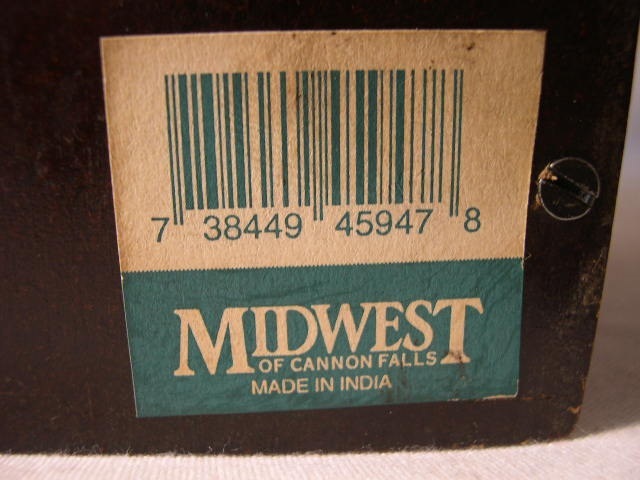 7 38449 45947 8
MIDWEST
OF CANNON FALLS
MADE IN INDIA